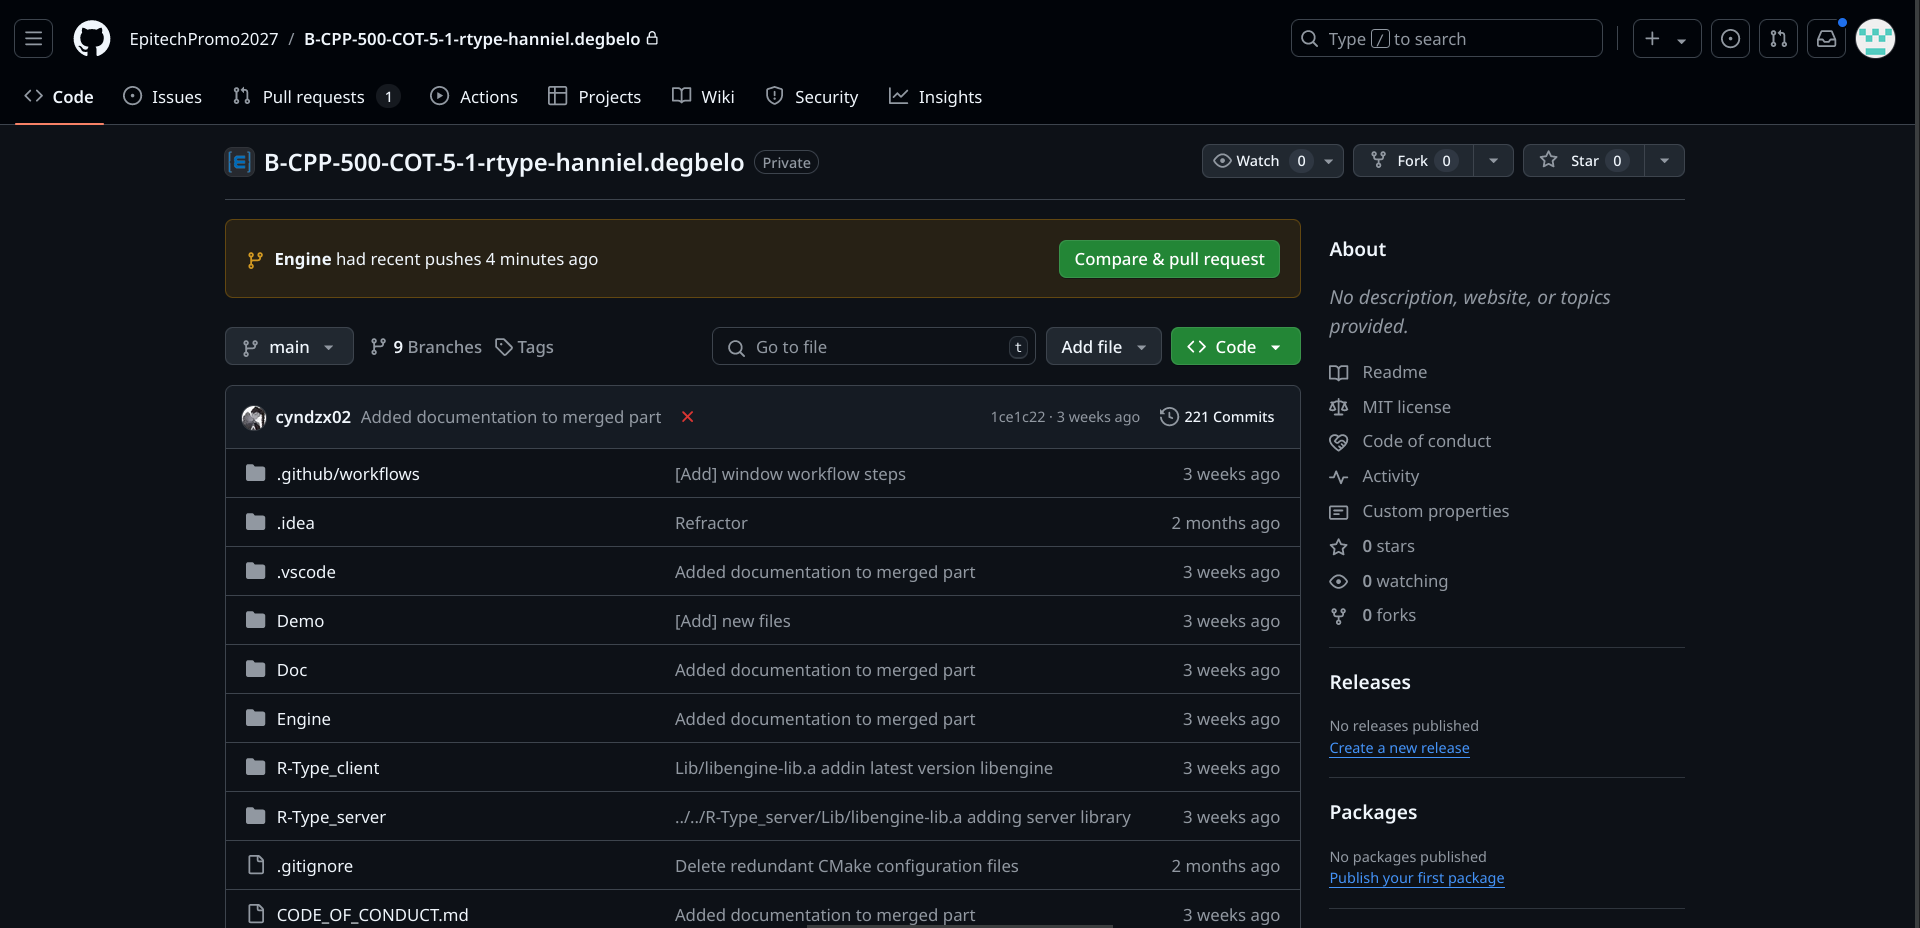 EpitechPromo2027 / B-CPP-500-COT-5-1-rtype-hanniel.degbelo
Type / to search
Code
Issues
Pull requests 1
Actions
Projects
Wiki
Security
Insights
B-CPP-500-COT-5-1-rtype-hanniel.degbelo Private
Watch 0
Fork 0
Star 0
Engine had recent pushes 4 minutes ago
Compare & pull request
main
9 Branches
Tags
Go to file t
Add file
Code
cyndzx02 Added documentation to merged part 1ce1c22 · 3 weeks ago 221 Commits
.github/workflows [Add] window workflow steps 3 weeks ago
.idea Refractor 2 months ago
.vscode Added documentation to merged part 3 weeks ago
Demo [Add] new files 3 weeks ago
Doc Added documentation to merged part 3 weeks ago
Engine Added documentation to merged part 3 weeks ago
R-Type_client Lib/libengine-lib.a addin latest version libengine 3 weeks ago
R-Type_server ../../R-Type_server/Lib/libengine-lib.a adding server library 3 weeks ago
.gitignore Delete redundant CMake configuration files 2 months ago
CODE_OF_CONDUCT.md Added documentation to merged part 3 weeks ago
About
No description, website, or topics
provided.
Readme
MIT license
Code of conduct
Activity
Custom properties
0 stars
0 watching
0 forks
Releases
No releases published
Create a new release
Packages
No packages published
Publish your first package